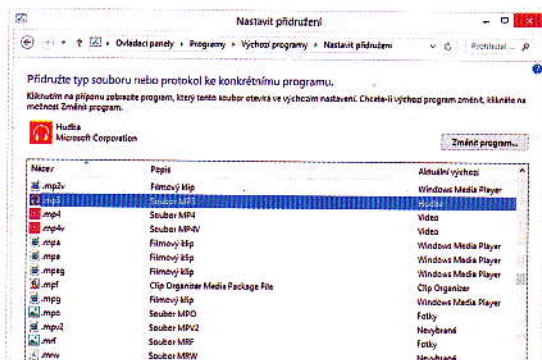 Nastavit přidružení
Ovládací panely ▸ Programy ▸ Výchozí programy ▸ Nastavit přidružení
Přidružte typ souboru nebo protokol ke konkrétnímu programu.
Kliknutím na příponu zobrazíte program, který tento soubor otevírá ve výchozím nastavení. Chcete-li výchozí program změnit, klikněte na
možnost Změnit program.
Hudba
Microsoft Corporation
Změnit program...
Název Popis Aktuální výchozí
.mp2v Filmový klip Windows Media Player
.mp3 Soubor MP3 Hudba
.mp4 Soubor MP4 Video
.mp4v Soubor MP4V Video
.mpa Filmový klip Windows Media Player
.mpe Filmový klip Windows Media Player
.mpeg Filmový klip Windows Media Player
.mpf Clip Organizer Media Package File Clip Organizer
.mpg Filmový klip Windows Media Player
.mpo Soubor MPO Fotky
.mpv2 Soubor MPV2 Nevybrané
.mrf Soubor MRF Fotky
.mrw Soubor MRW Nevybrané